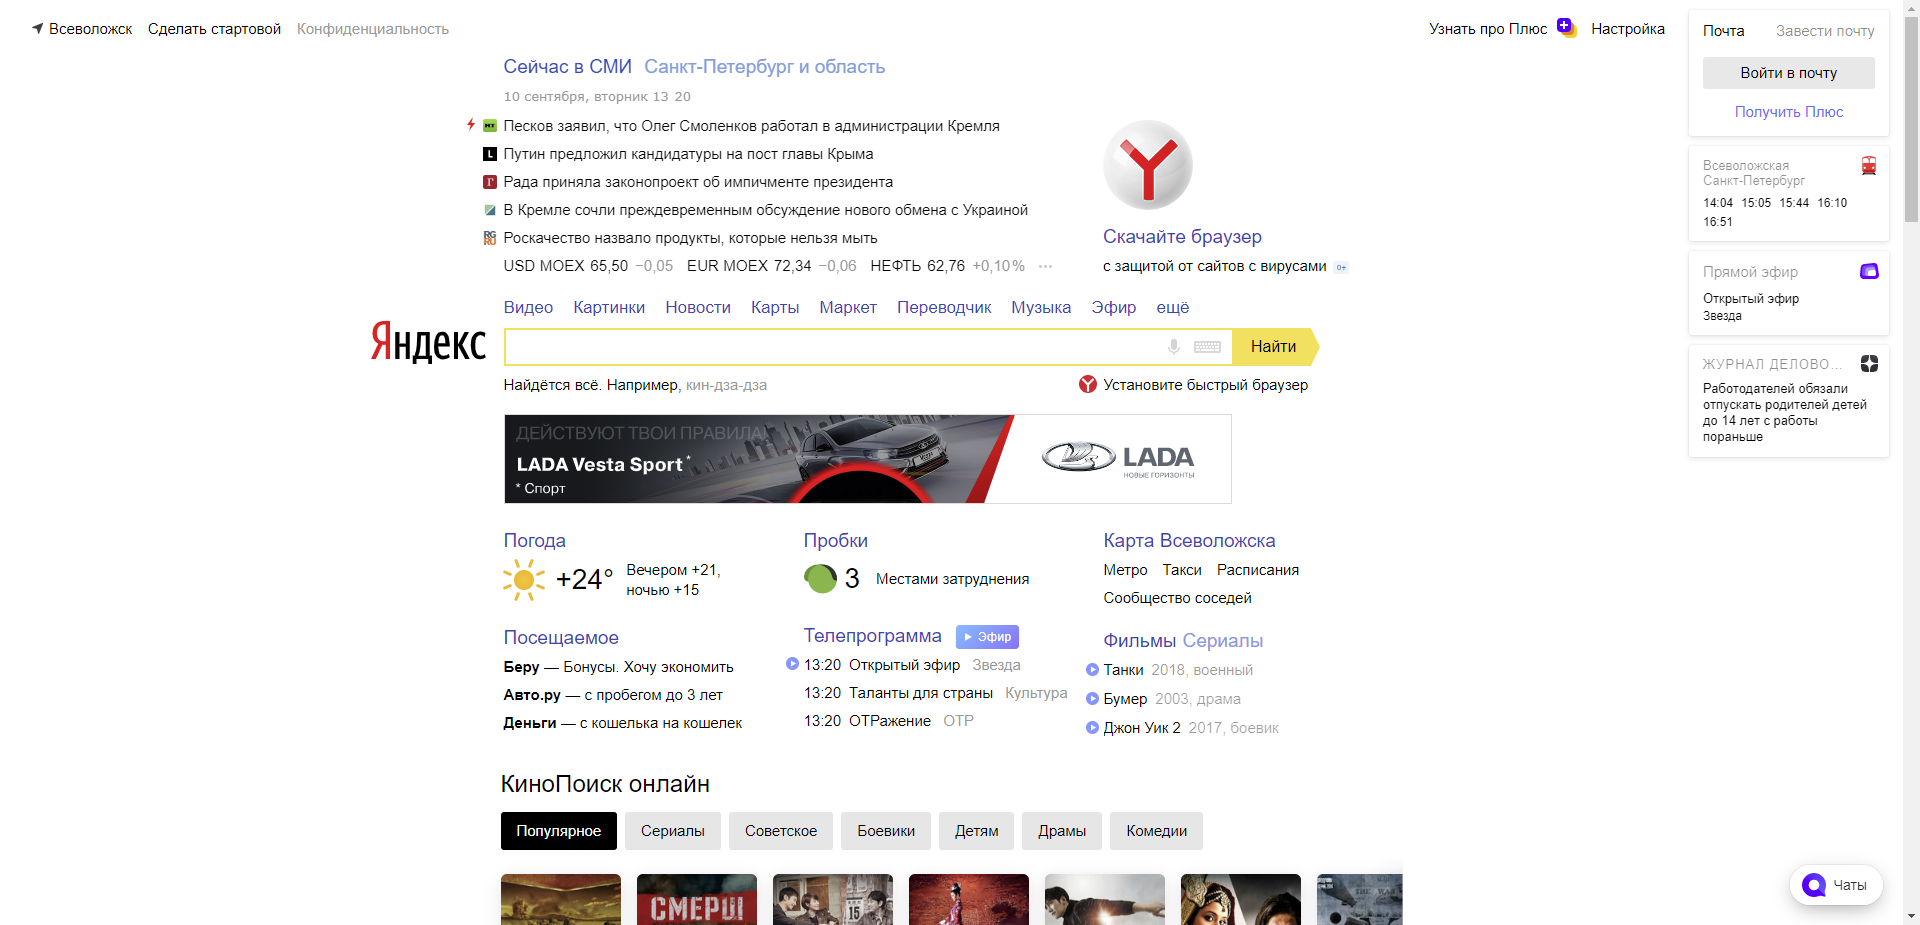 Всеволожск Сделать стартовой Конфиденциальность
Узнать про Плюс Настройка
Почта Завести почту
Войти в почту
Получить Плюс
Всеволожская
Санкт-Петербург
14:04 15:05 15:44 16:10
16:51
Прямой эфир
Открытый эфир
Звезда
ЖУРНАЛ ДЕЛОВО...
Работодателей обязали
отпускать родителей детей
до 14 лет с работы
пораньше
Сейчас в СМИ Санкт-Петербург и область
10 сентября, вторник 13 20
Песков заявил, что Олег Смоленков работал в администрации Кремля
Путин предложил кандидатуры на пост главы Крыма
Рада приняла законопроект об импичменте президента
В Кремле сочли преждевременным обсуждение нового обмена с Украиной
Роскачество назвало продукты, которые нельзя мыть
USD MOEX 65,50 −0,05 EUR MOEX 72,34 −0,06 НЕФТЬ 62,76 +0,10% ···
Скачайте браузер
с защитой от сайтов с вирусами 0+
Видео Картинки Новости Карты Маркет Переводчик Музыка Эфир ещё
Яндекс
Найти
Найдётся всё. Например, кин-дза-дза
Установите быстрый браузер
ДЕЙСТВУЮТ ТВОИ ПРАВИЛА
LADA Vesta Sport *
* Спорт
LADA
НОВЫЕ ГОРИЗОНТЫ
Погода
+24° Вечером +21,
ночью +15
Пробки
3 Местами затруднения
Карта Всеволожска
Метро Такси Расписания
Сообщество соседей
Посещаемое
Беру — Бонусы. Хочу экономить
Авто.ру — с пробегом до 3 лет
Деньги — с кошелька на кошелек
Телепрограмма Эфир
13:20 Открытый эфир Звезда
13:20 Таланты для страны Культура
13:20 ОТРажение ОТР
Фильмы Сериалы
Танки 2018, военный
Бумер 2003, драма
Джон Уик 2 2017, боевик
КиноПоиск онлайн
Популярное Сериалы Советское Боевики Детям Драмы Комедии
СМЕРШ
15
Чаты